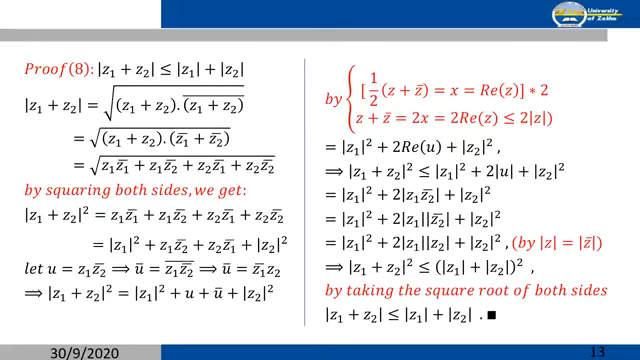 University
of Zakho
Proof(8): |z₁ + z₂| ≤ |z₁| + |z₂|
|z₁ + z₂| = √((z₁ + z₂). \overline{(z₁ + z₂)})
= √((z₁ + z₂). (z̄₁ + z̄₂))
= √(z₁z̄₁ + z₁z̄₂ + z₂z̄₁ + z₂z̄₂)
by squaring both sides, we get:
|z₁ + z₂|² = z₁z̄₁ + z₁z̄₂ + z₂z̄₁ + z₂z̄₂
= |z₁|² + z₁z̄₂ + z₂z̄₁ + |z₂|²
let u = z₁z̄₂ ⟹ ū = \overline{z₁z̄₂} ⟹ ū = z̄₁z₂
⟹ |z₁ + z₂|² = |z₁|² + u + ū + |z₂|²
by { [½(z + z̄) = x = Re(z)] * 2
z + z̄ = 2x = 2Re(z) ≤ 2|z|)
= |z₁|² + 2Re(u) + |z₂|² ,
⟹ |z₁ + z₂|² ≤ |z₁|² + 2|u| + |z₂|²
= |z₁|² + 2|z₁z̄₂| + |z₂|²
= |z₁|² + 2|z₁||z̄₂| + |z₂|²
= |z₁|² + 2|z₁||z₂| + |z₂|² , (by |z| = |z̄|)
⟹ |z₁ + z₂|² ≤ (|z₁| + |z₂|)² ,
by taking the square root of both sides
|z₁ + z₂| ≤ |z₁| + |z₂| . ■
30/9/2020
13